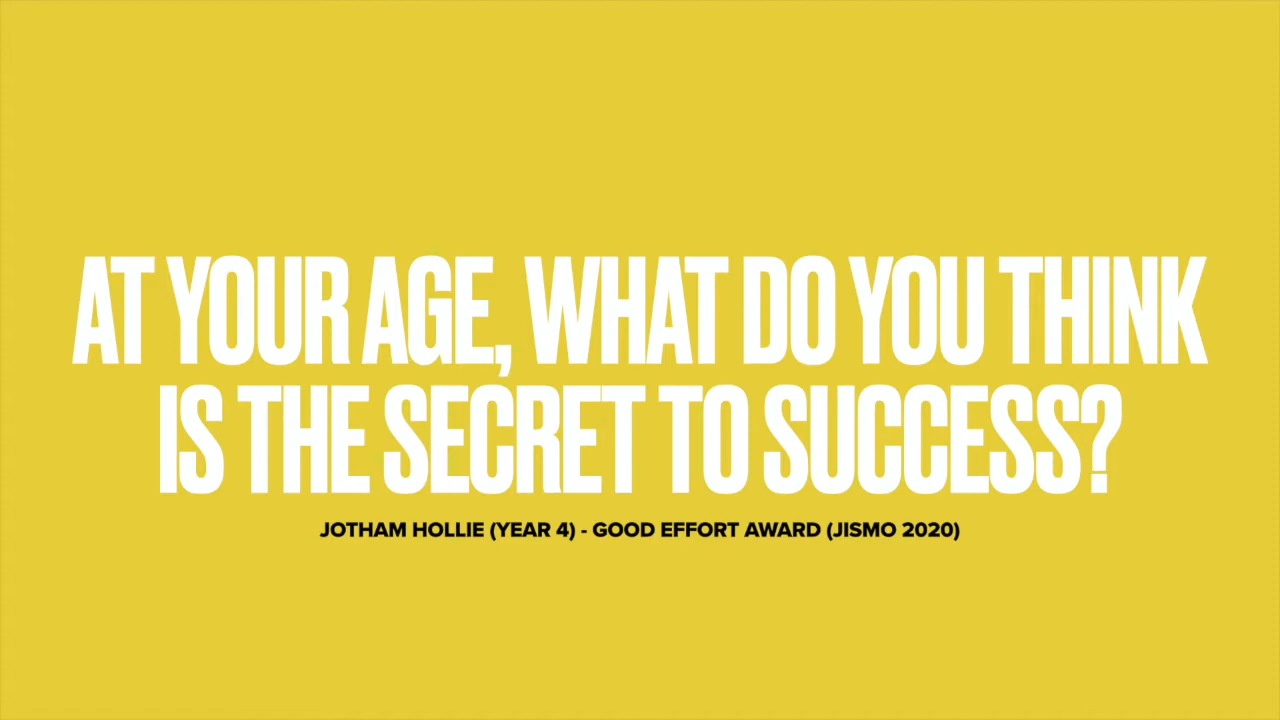 AT YOUR AGE, WHAT DO YOU THINK
IS THE SECRET TO SUCCESS?
JOTHAM HOLLIE (YEAR 4) - GOOD EFFORT AWARD (JISMO 2020)